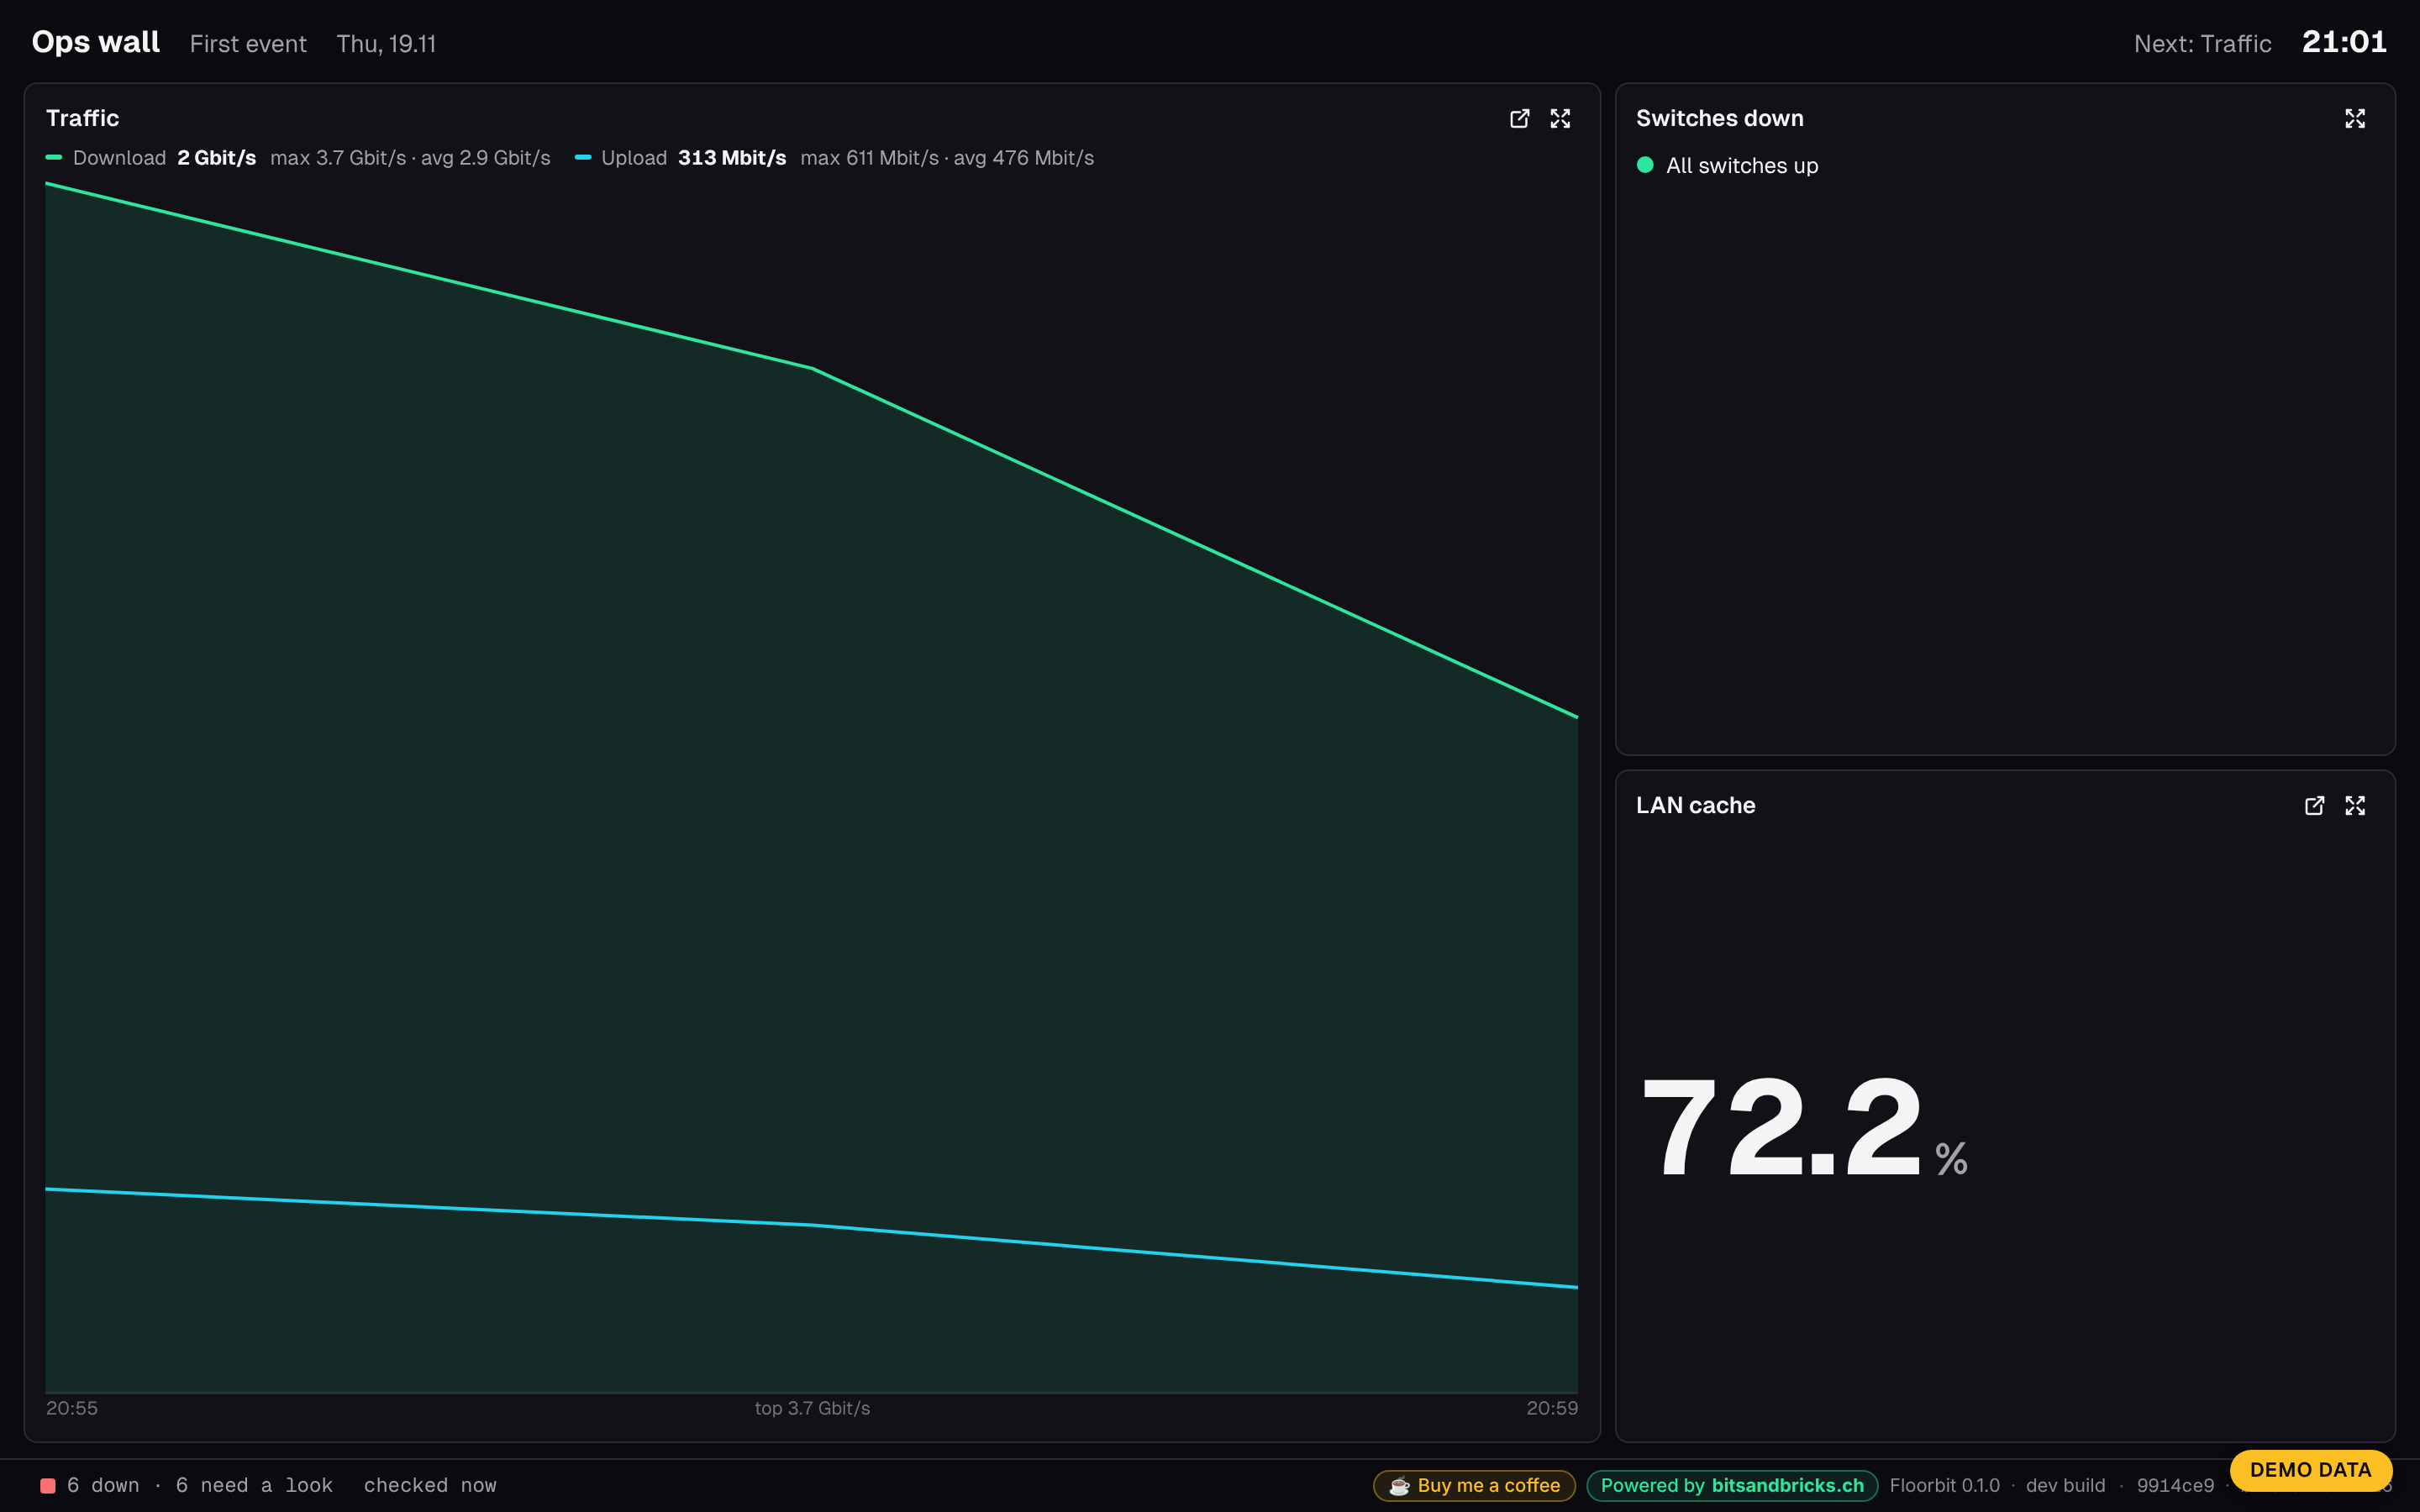 Ops wall First event Thu, 19.11 Next: Traffic 21:01
Traffic
Download 2 Gbit/s max 3.7 Gbit/s · avg 2.9 Gbit/s Upload 313 Mbit/s max 611 Mbit/s · avg 476 Mbit/s
20:55 top 3.7 Gbit/s 20:59
Switches down
All switches up
LAN cache
72.2 %
6 down · 6 need a look checked now
Buy me a coffee Powered by bitsandbricks.ch Floorbit 0.1.0 · dev build · 9914ce9 ·
DEMO DATA